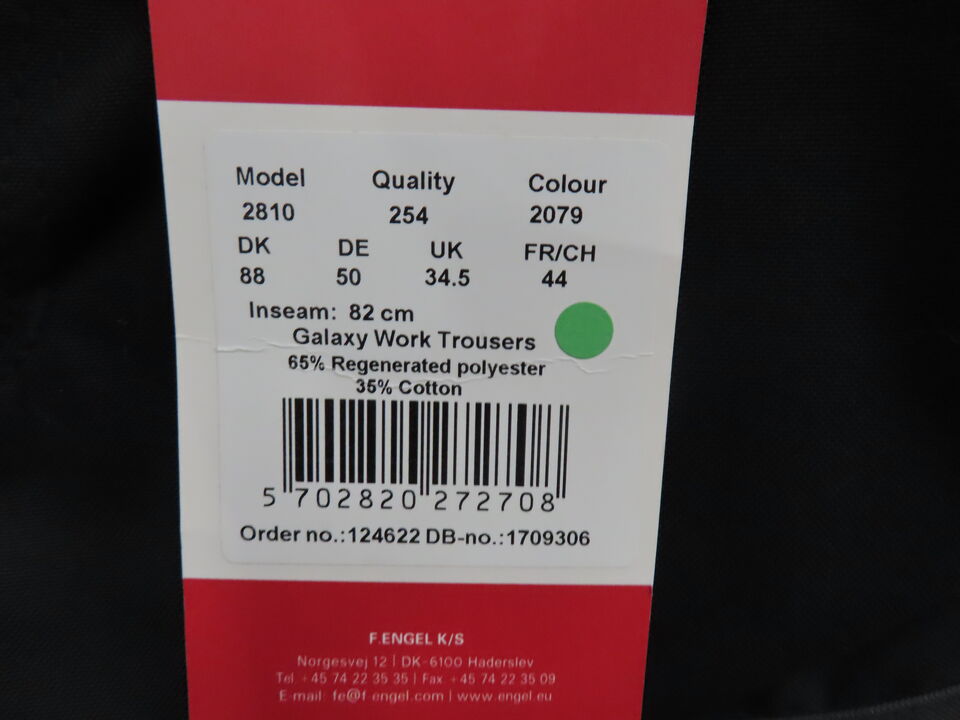 Model Quality Colour
2810 254 2079
DK DE UK FR/CH
88 50 34.5 44
Inseam: 82 cm
Galaxy Work Trousers
65% Regenerated polyester
35% Cotton
5 702820 272708
Order no.:124622 DB-no.:1709306
F.ENGEL K/S
Norgesvej 12 | DK-6100 Haderslev
Tel. +45 74 22 35 35 | Fax +45 74 22 35 09
E-mail: fe@f-engel.com | www.engel.eu